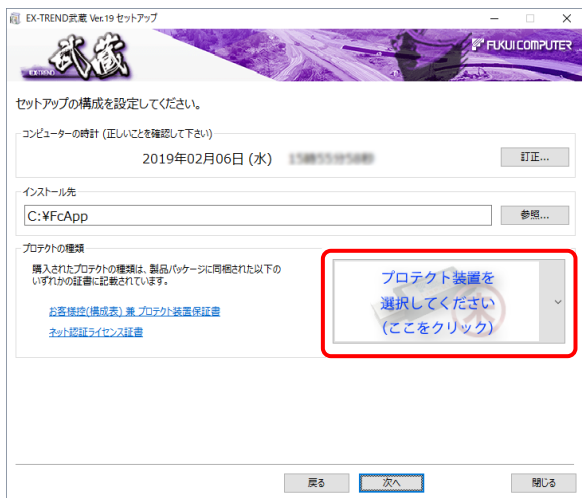 EX-TREND武蔵 Ver.19 セットアップ
EX-TREND
武蔵
FUKUI COMPUTER
セットアップの構成を設定してください。
コンピューターの時計 (正しいことを確認して下さい)
2019年02月06日 (水)
訂正...
インストール先
C:¥FcApp
参照...
プロテクトの種類
購入されたプロテクトの種類は、製品パッケージに同梱された以下の
いずれかの証書に記載されています。
お客様控(構成表) 兼 プロテクト装置保証書
ネット認証ライセンス証書
プロテクト装置を
選択してください
(ここをクリック)
戻る
次へ
閉じる